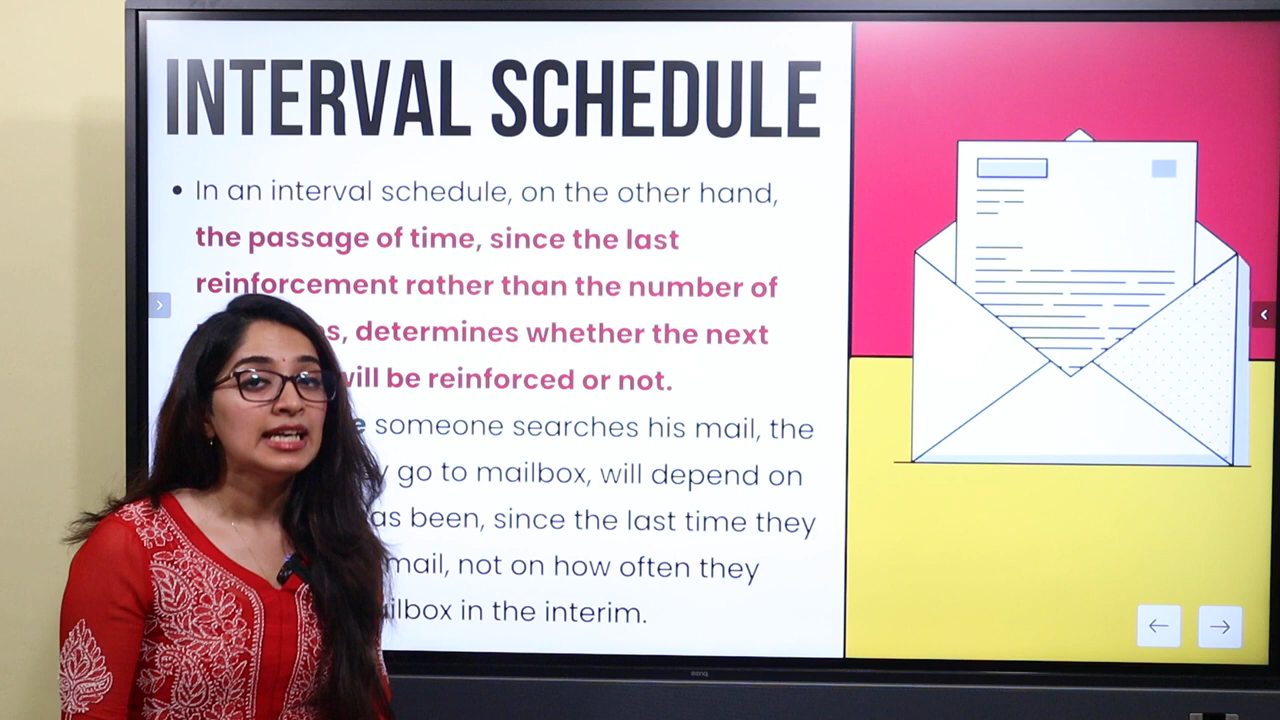 INTERVAL SCHEDULE
• In an interval schedule, on the other hand,
the passage of time, since the last
reinforcement rather than the number of
determines whether the next
will be reinforced or not.
someone searches his mail, the
go to mailbox, will depend on
been, since the last time they
mail, not on how often they
in the interim.
BenQ